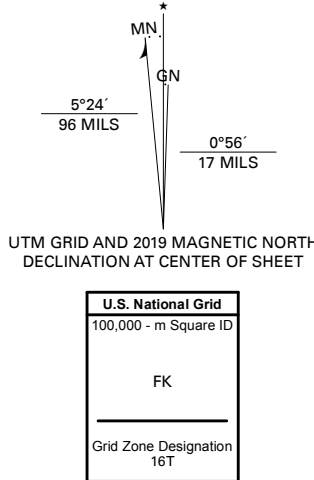 MN
GN
5°24´
96 MILS
0°56´
17 MILS
UTM GRID AND 2019 MAGNETIC NORTH
DECLINATION AT CENTER OF SHEET
U.S. National Grid
100,000 - m Square ID
FK
Grid Zone Designation
16T